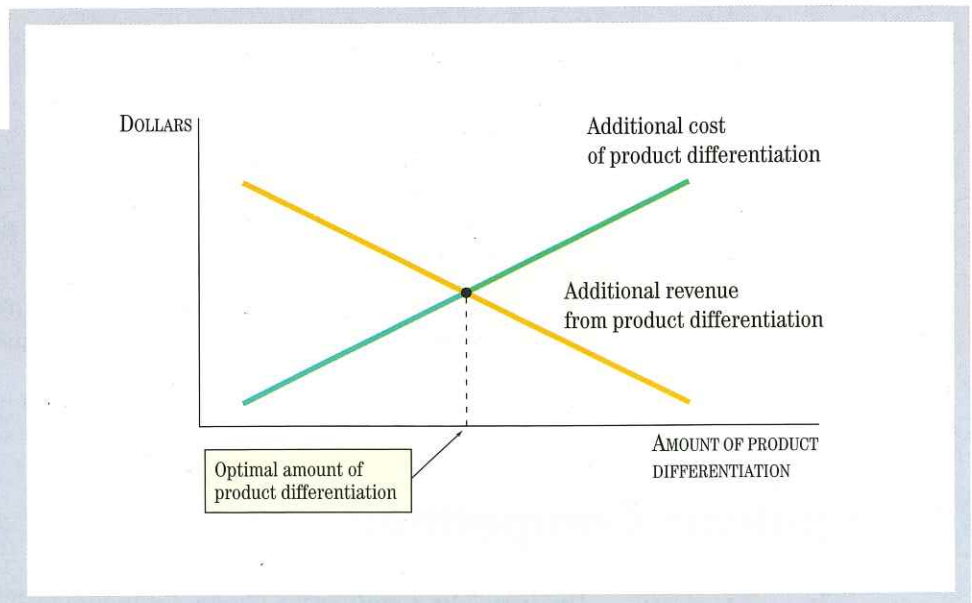 DOLLARS
Additional cost
of product differentiation
Additional revenue
from product differentiation
AMOUNT OF PRODUCT
DIFFERENTIATION
Optimal amount of
product differentiation